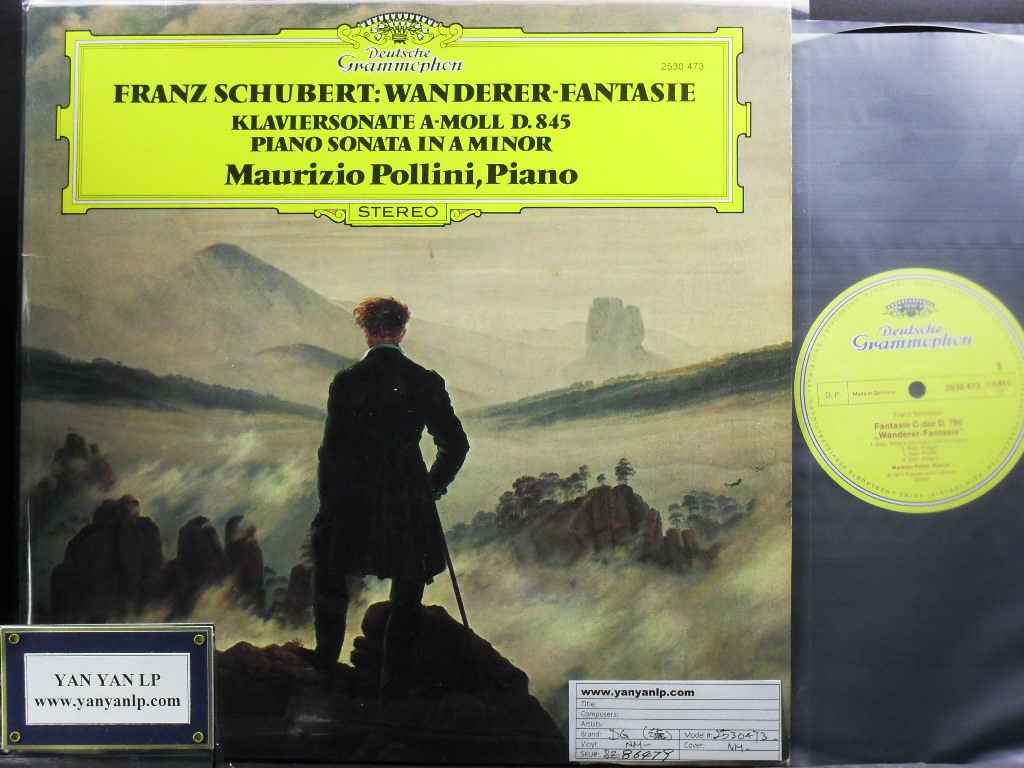 Deutsche
Grammophon
2530 473
FRANZ SCHUBERT: WANDERER-FANTASIE
KLAVIERSONATE A-MOLL D. 845
PIANO SONATA IN A MINOR
Maurizio Pollini, Piano
STEREO
Deutsche
Grammophon
1
D. P.
Made in Germany
2530 473
STEREO
Franz Schubert
Fantasie C-dur D. 760
„Wanderer-Fantasie"
Maurizio Pollini, Klavier
YAN YAN LP
www.yanyanlp.com
www.yanyanlp.com
Title:
Composers:
Artists:
Brand: DG
Model #: 2530473
Vinyl: NM-
Cover: NM-
SKU#: SZ 86479